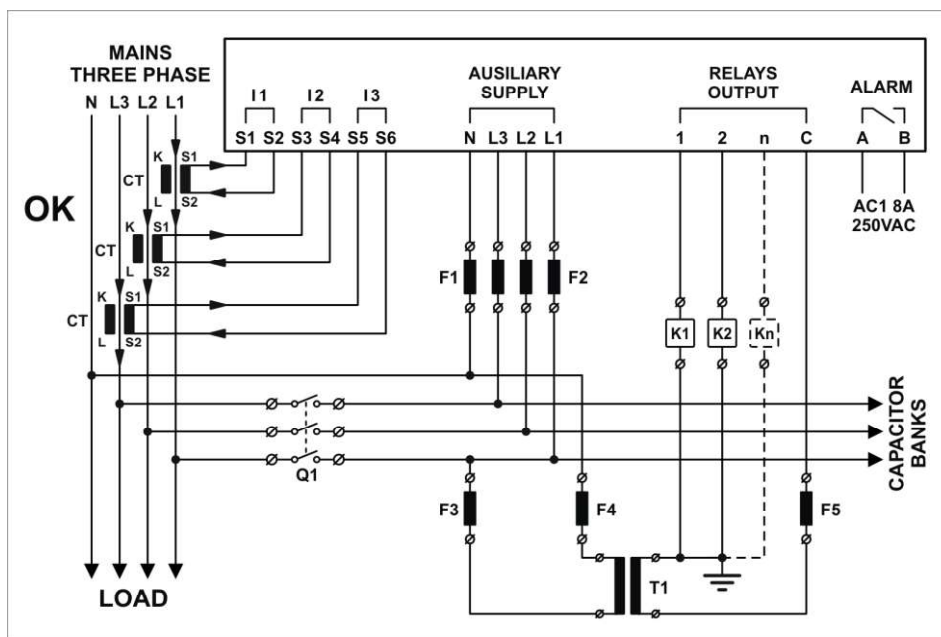 MAINS
THREE PHASE
N L3 L2 L1
I1 I2 I3
AUSILIARY
SUPPLY
RELAYS
OUTPUT
ALARM
S1 S2 S3 S4 S5 S6 N L3 L2 L1 1 2 n C A B
AC1 8A
250VAC
OK
K S1
CT
L S2
K S1
CT
L S2
K S1
CT
L S2
F1 F2
K1 K2 Kn
Q1
CAPACITOR
BANKS
F3 F4 F5
T1
LOAD